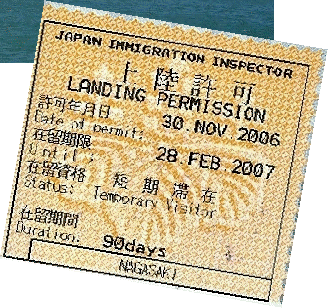 JAPAN IMMIGRATION INSPECTOR
上陸許可
LANDING PERMISSION
許可年月日
Date of permit: 30. NOV. 2006
在留期限
Until : 28. FEB. 2007
在留資格 短期滞在
Status: Temporary Visitor
在留期間
Duration: 90days
NAGASAKI